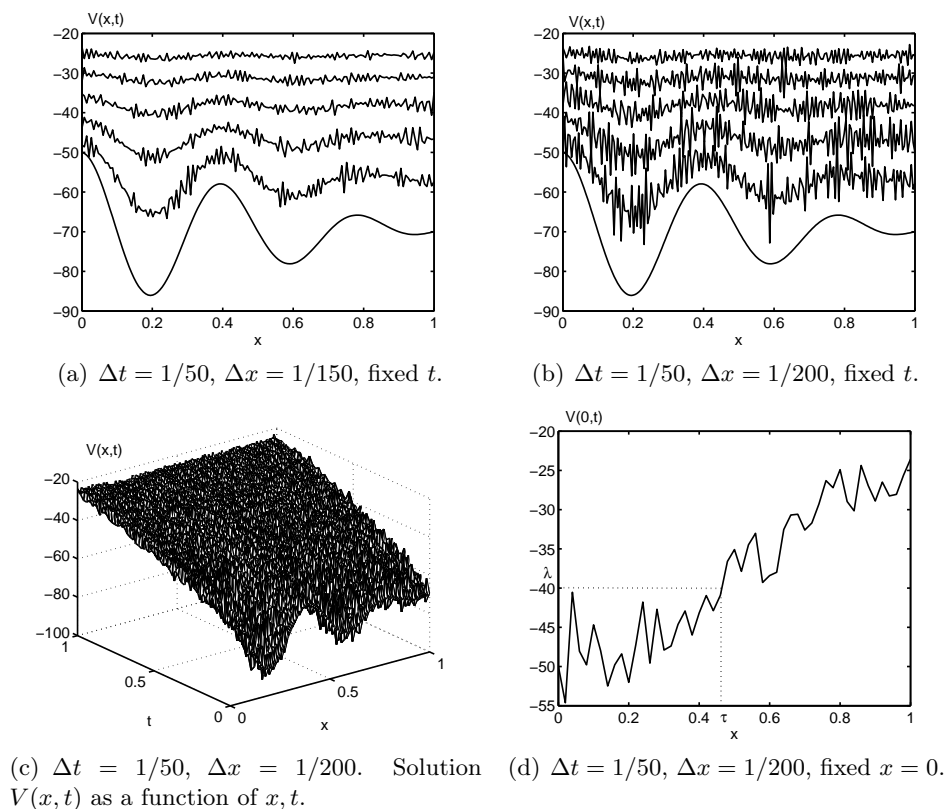 V(x,t)
−20
−30
−40
−50
−60
−70
−80
−90
0 0.2 0.4 0.6 0.8 1
x
(a) Δt = 1/50, Δx = 1/150, fixed t.
V(x,t)
−20
−30
−40
−50
−60
−70
−80
−90
0 0.2 0.4 0.6 0.8 1
x
(b) Δt = 1/50, Δx = 1/200, fixed t.
V(x,t)
−20
−40
−60
−80
−100
1
0.5
0
t
0
0.5
1
x
(c) Δt = 1/50, Δx = 1/200. Solution
V(x, t) as a function of x, t.
V(0,t)
−20
−25
−30
−35
λ
−40
−45
−50
−55
0 0.2 0.4 τ 0.6 0.8 1
x
(d) Δt = 1/50, Δx = 1/200, fixed x = 0.